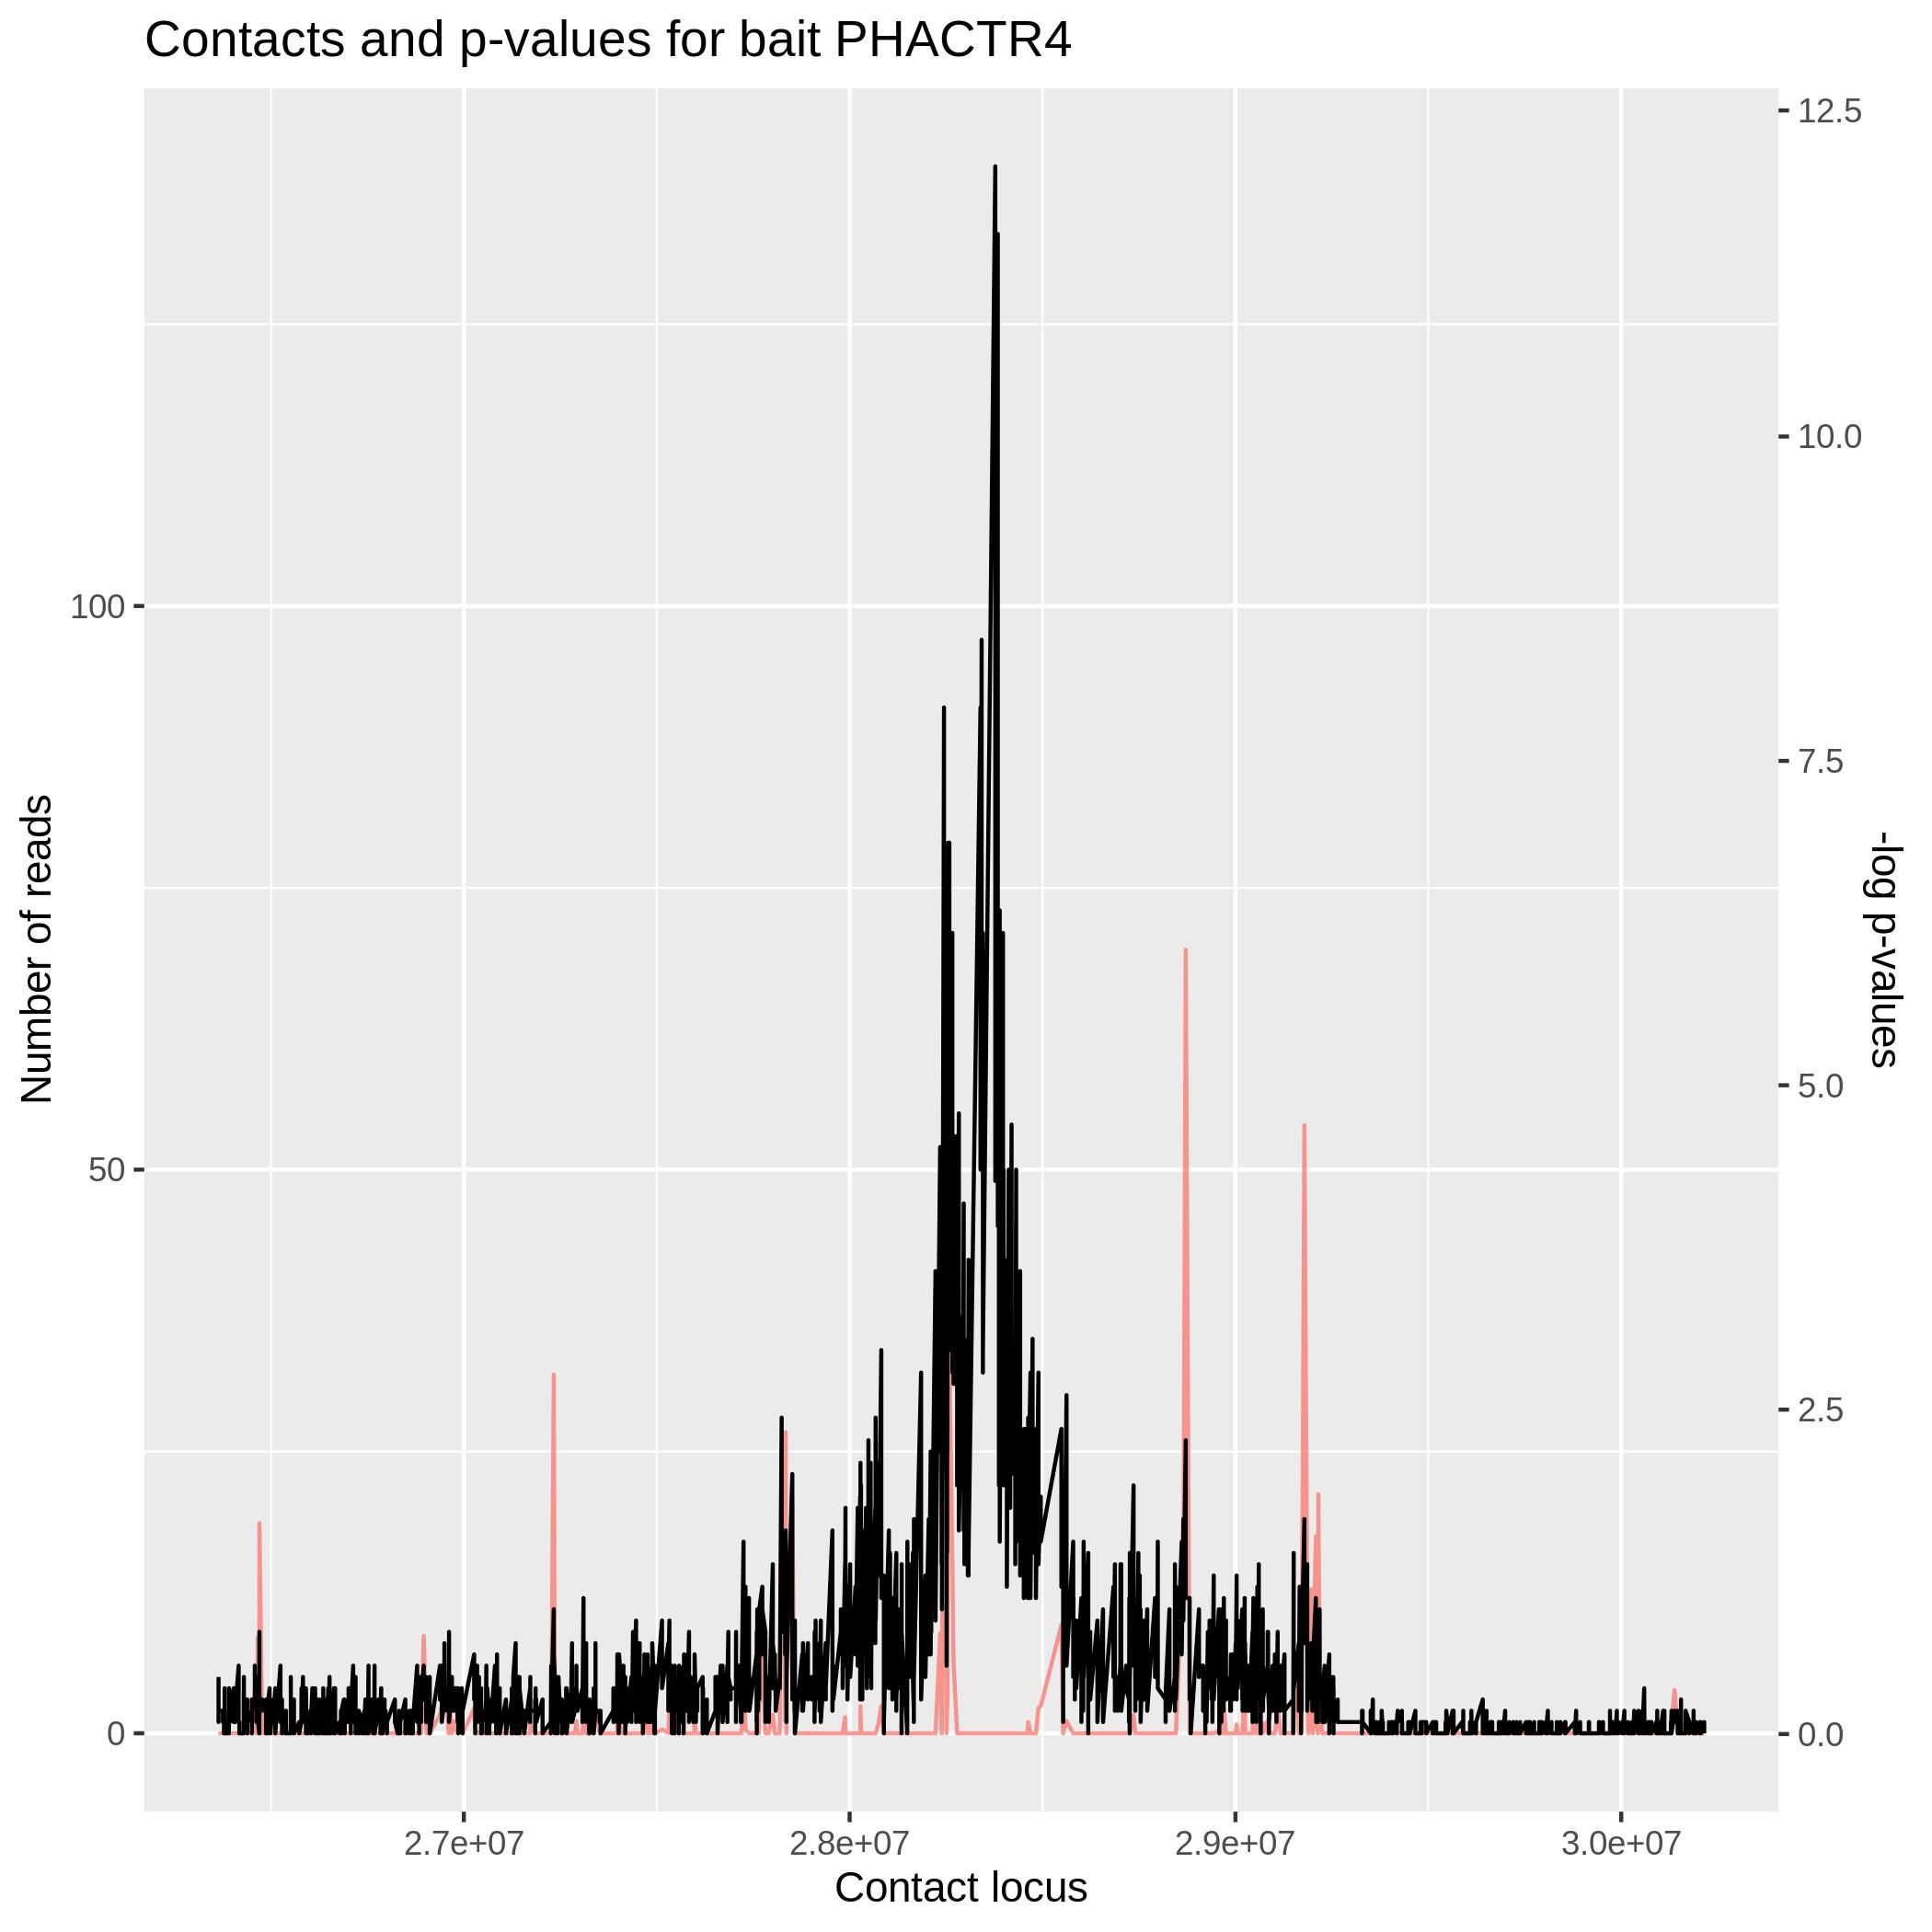 Contacts and p-values for bait PHACTR4
Number of reads
100
50
0
12.5
10.0
7.5
5.0
2.5
0.0
-log p-values
2.7e+07
2.8e+07
2.9e+07
3.0e+07
Contact locus